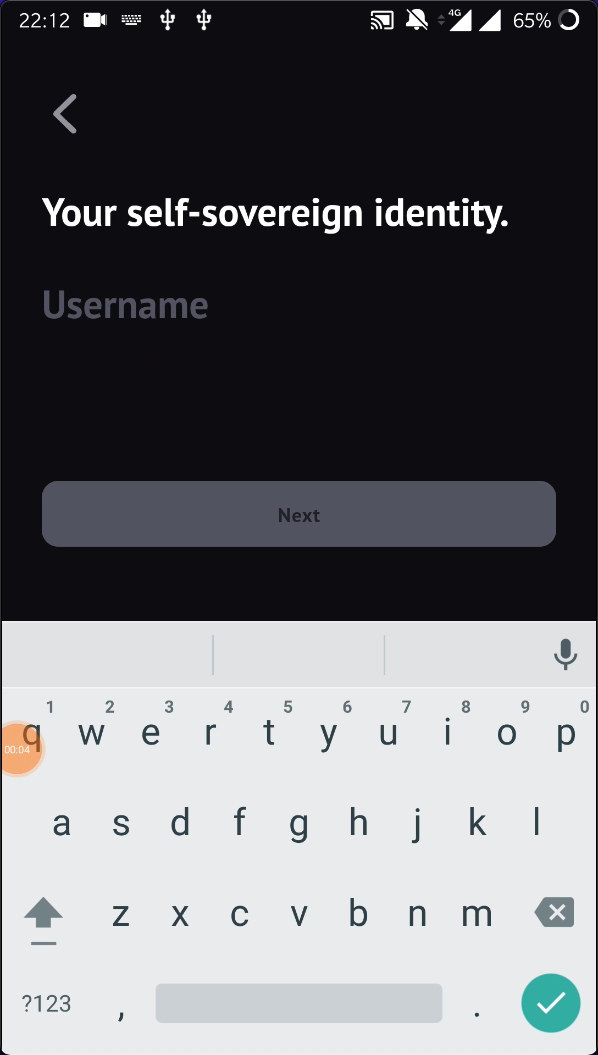 22:12 4G 65%
Your self-sovereign identity.
Username
Next
1 2 3 4 5 6 7 8 9 0
q w e r t y u i o p
00:04
a s d f g h j k l
z x c v b n m
?123 , .